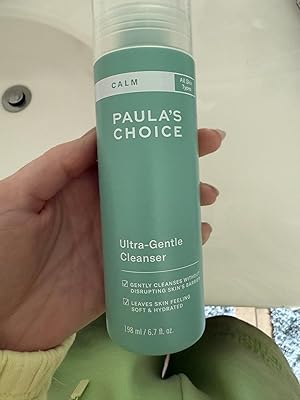 CALM
All Skin
Types
PAULA'S
CHOICE
Ultra-Gentle
Cleanser
☑ GENTLY CLEANSES WITHOUT
DISRUPTING SKIN'S BARRIER
☑ LEAVES SKIN FEELING
SOFT & HYDRATED
198 ml / 6.7 fl. oz.